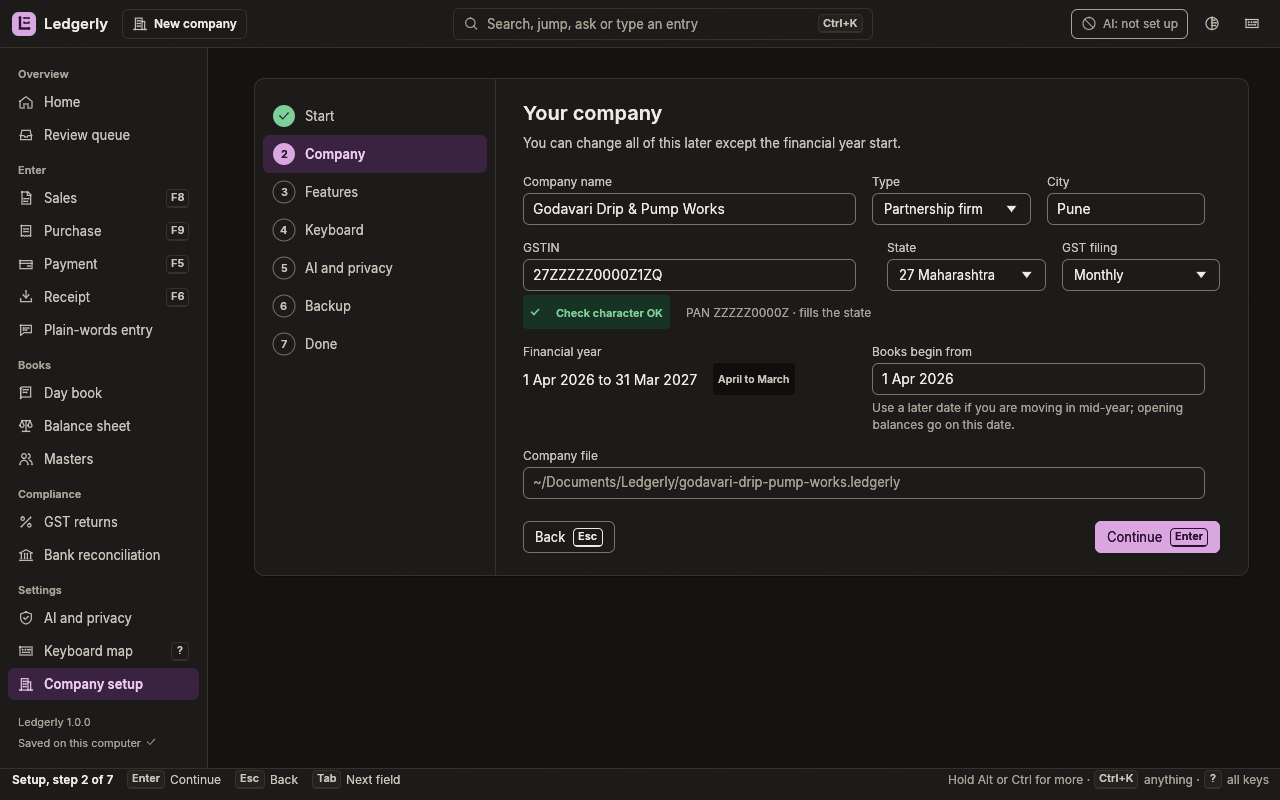 Ledgerly
New company
Search, jump, ask or type an entry
Ctrl+K
AI: not set up
Overview
Home
Review queue
Enter
Sales F8
Purchase F9
Payment F5
Receipt F6
Plain-words entry
Books
Day book
Balance sheet
Masters
Compliance
GST returns
Bank reconciliation
Settings
AI and privacy
Keyboard map ?
Company setup
Ledgerly 1.0.0
Saved on this computer
Start
2 Company
3 Features
4 Keyboard
5 AI and privacy
6 Backup
7 Done
Your company
You can change all of this later except the financial year start.
Company name Type City
Godavari Drip & Pump Works Partnership firm Pune
GSTIN State GST filing
27ZZZZZ0000Z1ZQ 27 Maharashtra Monthly
Check character OK PAN ZZZZZ0000Z · fills the state
Financial year Books begin from
1 Apr 2026 to 31 Mar 2027 April to March 1 Apr 2026
Use a later date if you are moving in mid-year; opening
balances go on this date.
Company file
~/Documents/Ledgerly/godavari-drip-pump-works.ledgerly
Back Esc Continue Enter
Setup, step 2 of 7 Enter Continue Esc Back Tab Next field Hold Alt or Ctrl for more · Ctrl+K anything · ? all keys